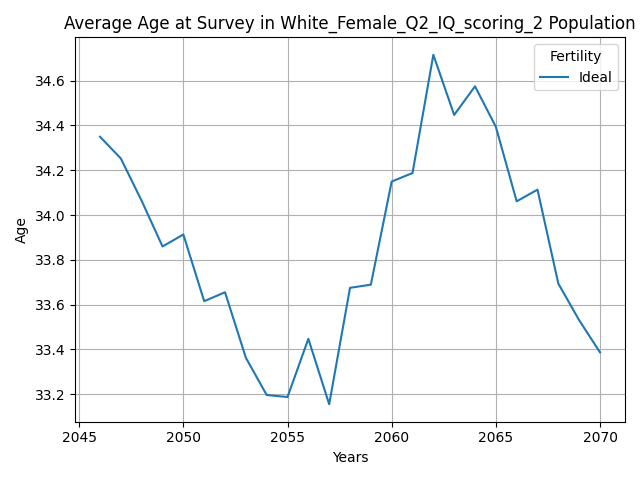 Average Age at Survey in White_Female_Q2_IQ_scoring_2 Population
Fertility
Ideal
34.6
34.4
34.2
34.0
33.8
33.6
33.4
33.2
Age
2045
2050
2055
2060
2065
2070
Years